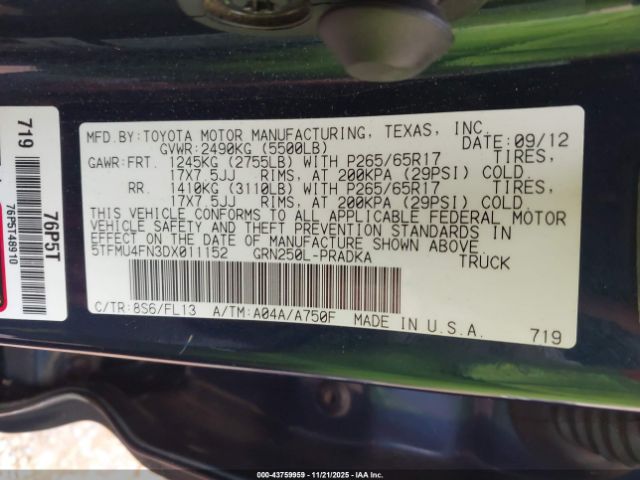 MFD.BY:TOYOTA MOTOR MANUFACTURING, TEXAS, INC.
GVWR:2490KG (5500LB) DATE:09/12
GAWR:FRT. 1245KG (2755LB) WITH P265/65R17 TIRES,
17X7.5JJ RIMS, AT 200KPA (29PSI) COLD.
RR. 1410KG (3110LB) WITH P265/65R17 TIRES,
17X7.5JJ RIMS, AT 200KPA (29PSI) COLD.
THIS VEHICLE CONFORMS TO ALL APPLICABLE FEDERAL MOTOR
VEHICLE SAFETY AND THEFT PREVENTION STANDARDS IN
EFFECT ON THE DATE OF MANUFACTURE SHOWN ABOVE.
5TFMU4FN3DX011152 GRN250L-PRADKA TRUCK
C/TR:8S6/FL13 A/TM:A04A/A750F MADE IN U.S.A.
719
719
76P5T
76P5T48910
000-43759959 11/21/2025 - IAA Inc.